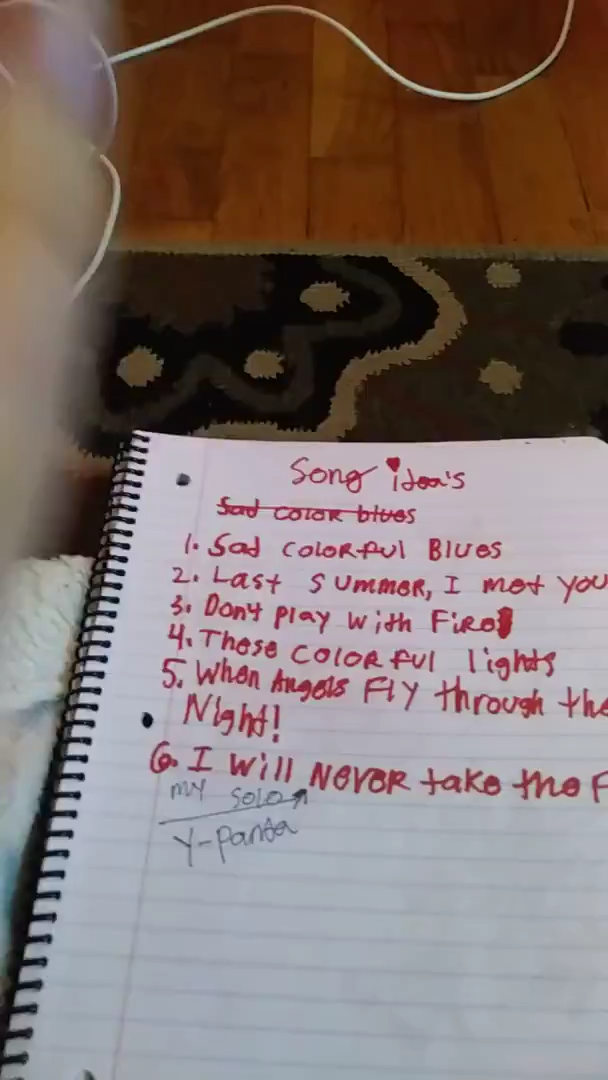 Song idea's
Sad color blues
1. Sad colorful Blues
2. Last summer, I met you
3. Don't play with Fire
4. These colorful lights
5. When Angels Fly through the
Night!
6. I will never take the F
my solo
Y-Panda